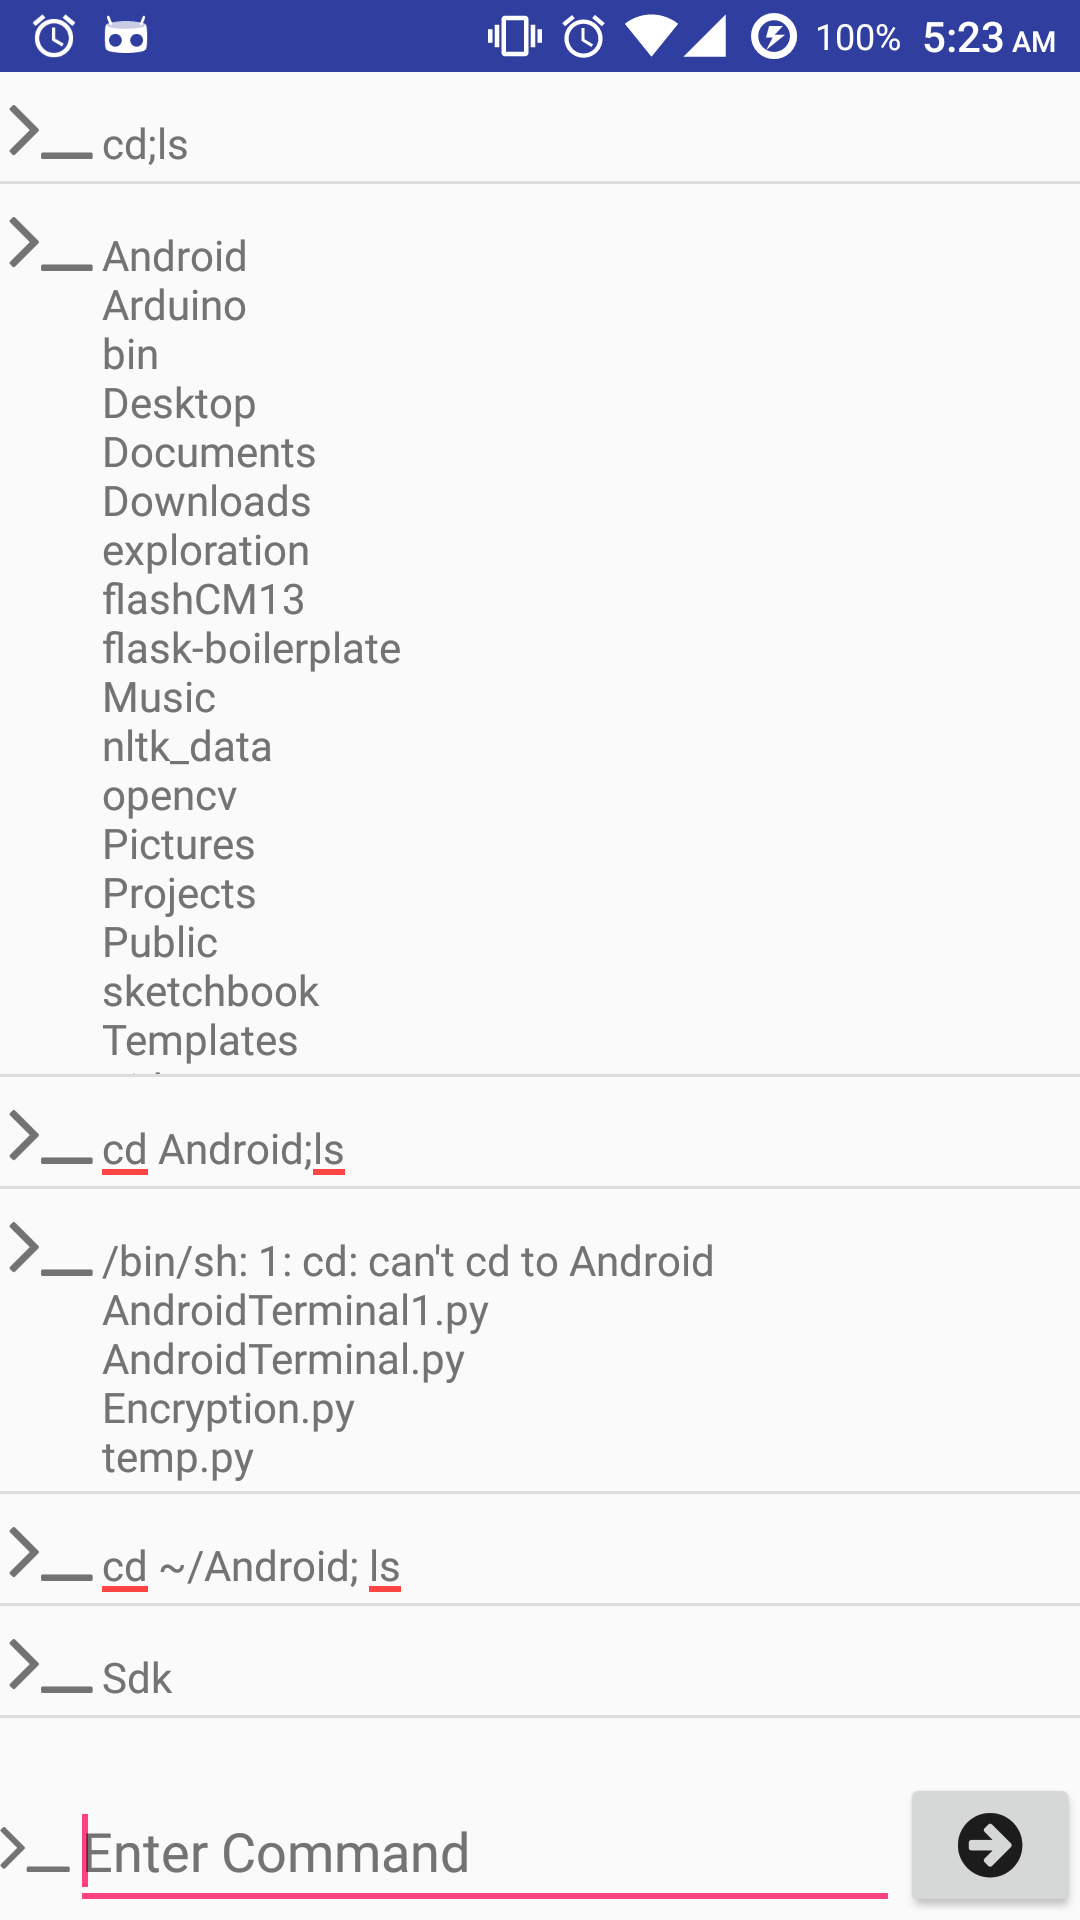 100% 5:23 AM
cd;ls
Android
Arduino
bin
Desktop
Documents
Downloads
exploration
flashCM13
flask-boilerplate
Music
nltk_data
opencv
Pictures
Projects
Public
sketchbook
Templates
cd Android;ls
/bin/sh: 1: cd: can't cd to Android
AndroidTerminal1.py
AndroidTerminal.py
Encryption.py
temp.py
cd ~/Android; ls
Sdk
Enter Command